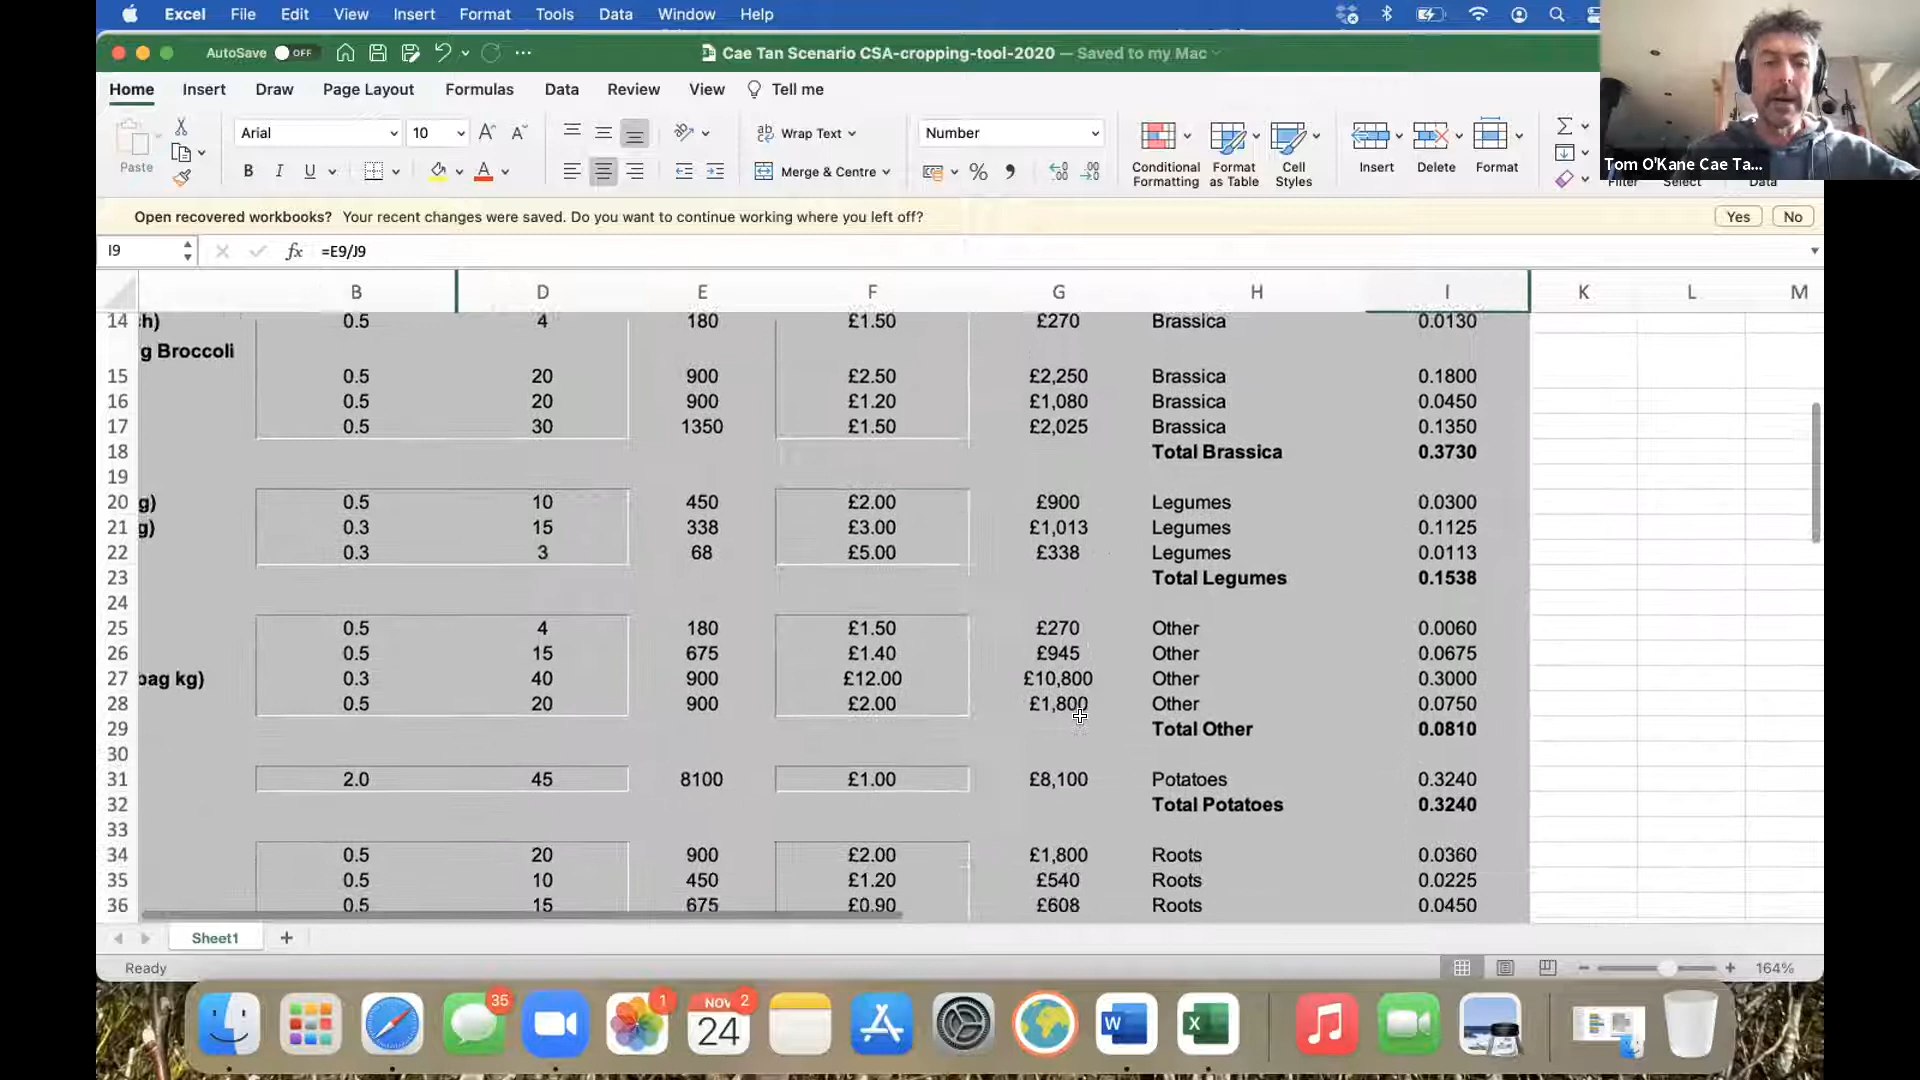 Excel File Edit View Insert Format Tools Data Window Help
AutoSave OFF Cae Tan Scenario CSA-cropping-tool-2020 — Saved to my Mac
Home Insert Draw Page Layout Formulas Data Review View Tell me
Paste Arial 10 Wrap Text Number
B I U Merge & Centre Conditional Formatting Format as Table Cell Styles Insert Delete Format
Tom O'Kane Cae Ta...
Open recovered workbooks? Your recent changes were saved. Do you want to continue working where you left off? Yes No
I9 fx =E9/J9
B D E F G H I K L M
14 h) 0.5 4 180 £1.50 £270 Brassica 0.0130
g Broccoli
15 0.5 20 900 £2.50 £2,250 Brassica 0.1800
16 0.5 20 900 £1.20 £1,080 Brassica 0.0450
17 0.5 30 1350 £1.50 £2,025 Brassica 0.1350
18 Total Brassica 0.3730
19
20 g) 0.5 10 450 £2.00 £900 Legumes 0.0300
21 g) 0.3 15 338 £3.00 £1,013 Legumes 0.1125
22 0.3 3 68 £5.00 £338 Legumes 0.0113
23 Total Legumes 0.1538
24
25 0.5 4 180 £1.50 £270 Other 0.0060
26 0.5 15 675 £1.40 £945 Other 0.0675
27 bag kg) 0.3 40 900 £12.00 £10,800 Other 0.3000
28 0.5 20 900 £2.00 £1,800 Other 0.0750
29 Total Other 0.0810
30
31 2.0 45 8100 £1.00 £8,100 Potatoes 0.3240
32 Total Potatoes 0.3240
33
34 0.5 20 900 £2.00 £1,800 Roots 0.0360
35 0.5 10 450 £1.20 £540 Roots 0.0225
36 0.5 15 675 £0.90 £608 Roots 0.0450
Sheet1
Ready 164%
35 1 NOV 2
24 W X